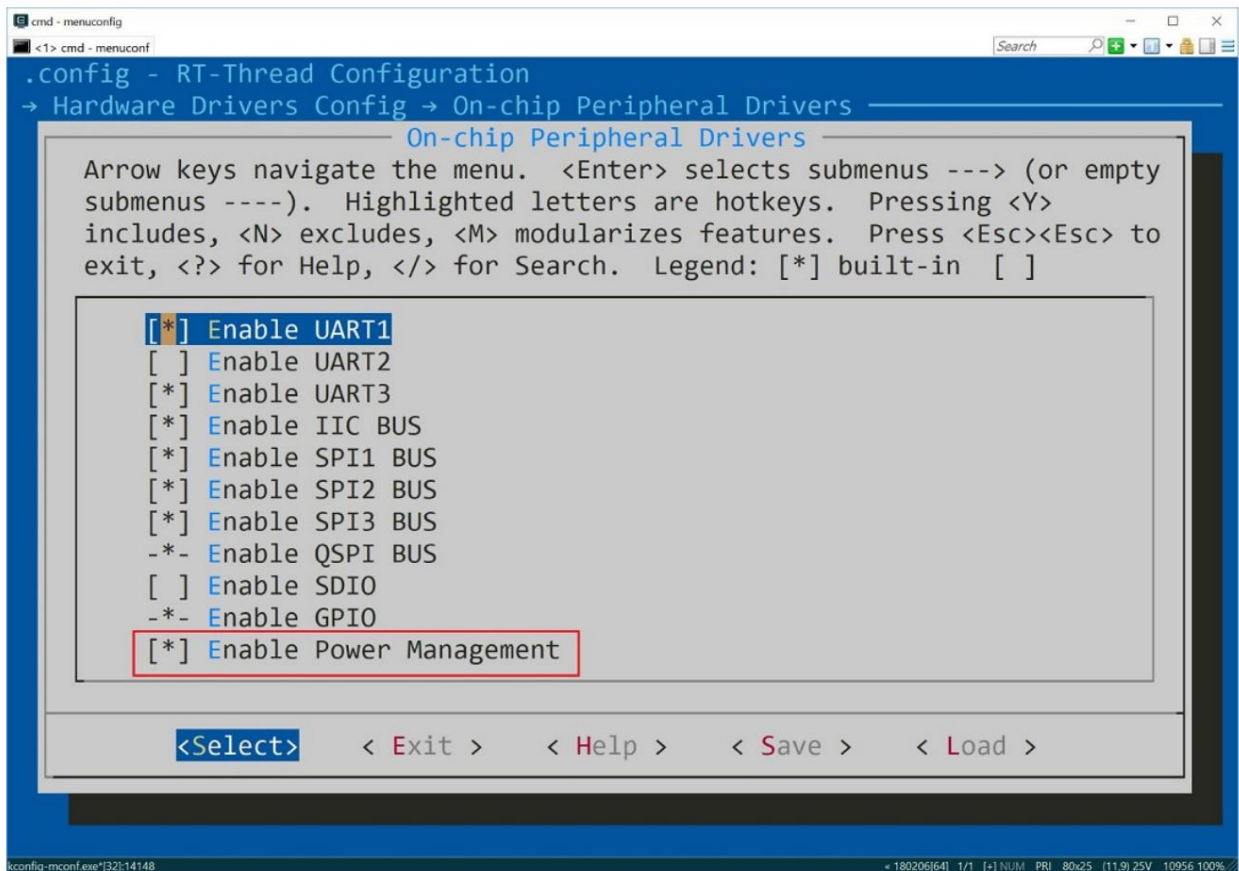 cmd - menuconfig
<1> cmd - menuconf
Search
.config - RT-Thread Configuration
→ Hardware Drivers Config → On-chip Peripheral Drivers
On-chip Peripheral Drivers
Arrow keys navigate the menu. <Enter> selects submenus ---> (or empty
submenus ----). Highlighted letters are hotkeys. Pressing <Y>
includes, <N> excludes, <M> modularizes features. Press <Esc><Esc> to
exit, <?> for Help, </> for Search. Legend: [*] built-in [ ]
[*] Enable UART1
[ ] Enable UART2
[*] Enable UART3
[*] Enable IIC BUS
[*] Enable SPI1 BUS
[*] Enable SPI2 BUS
[*] Enable SPI3 BUS
-*- Enable QSPI BUS
[ ] Enable SDIO
-*- Enable GPIO
[*] Enable Power Management
<Select> < Exit > < Help > < Save > < Load >
kconfig-mconf.exe*[32]:14148 « 180206[64] 1/1 [+] NUM PRI 80x25 (11,9) 25V 10956 100%